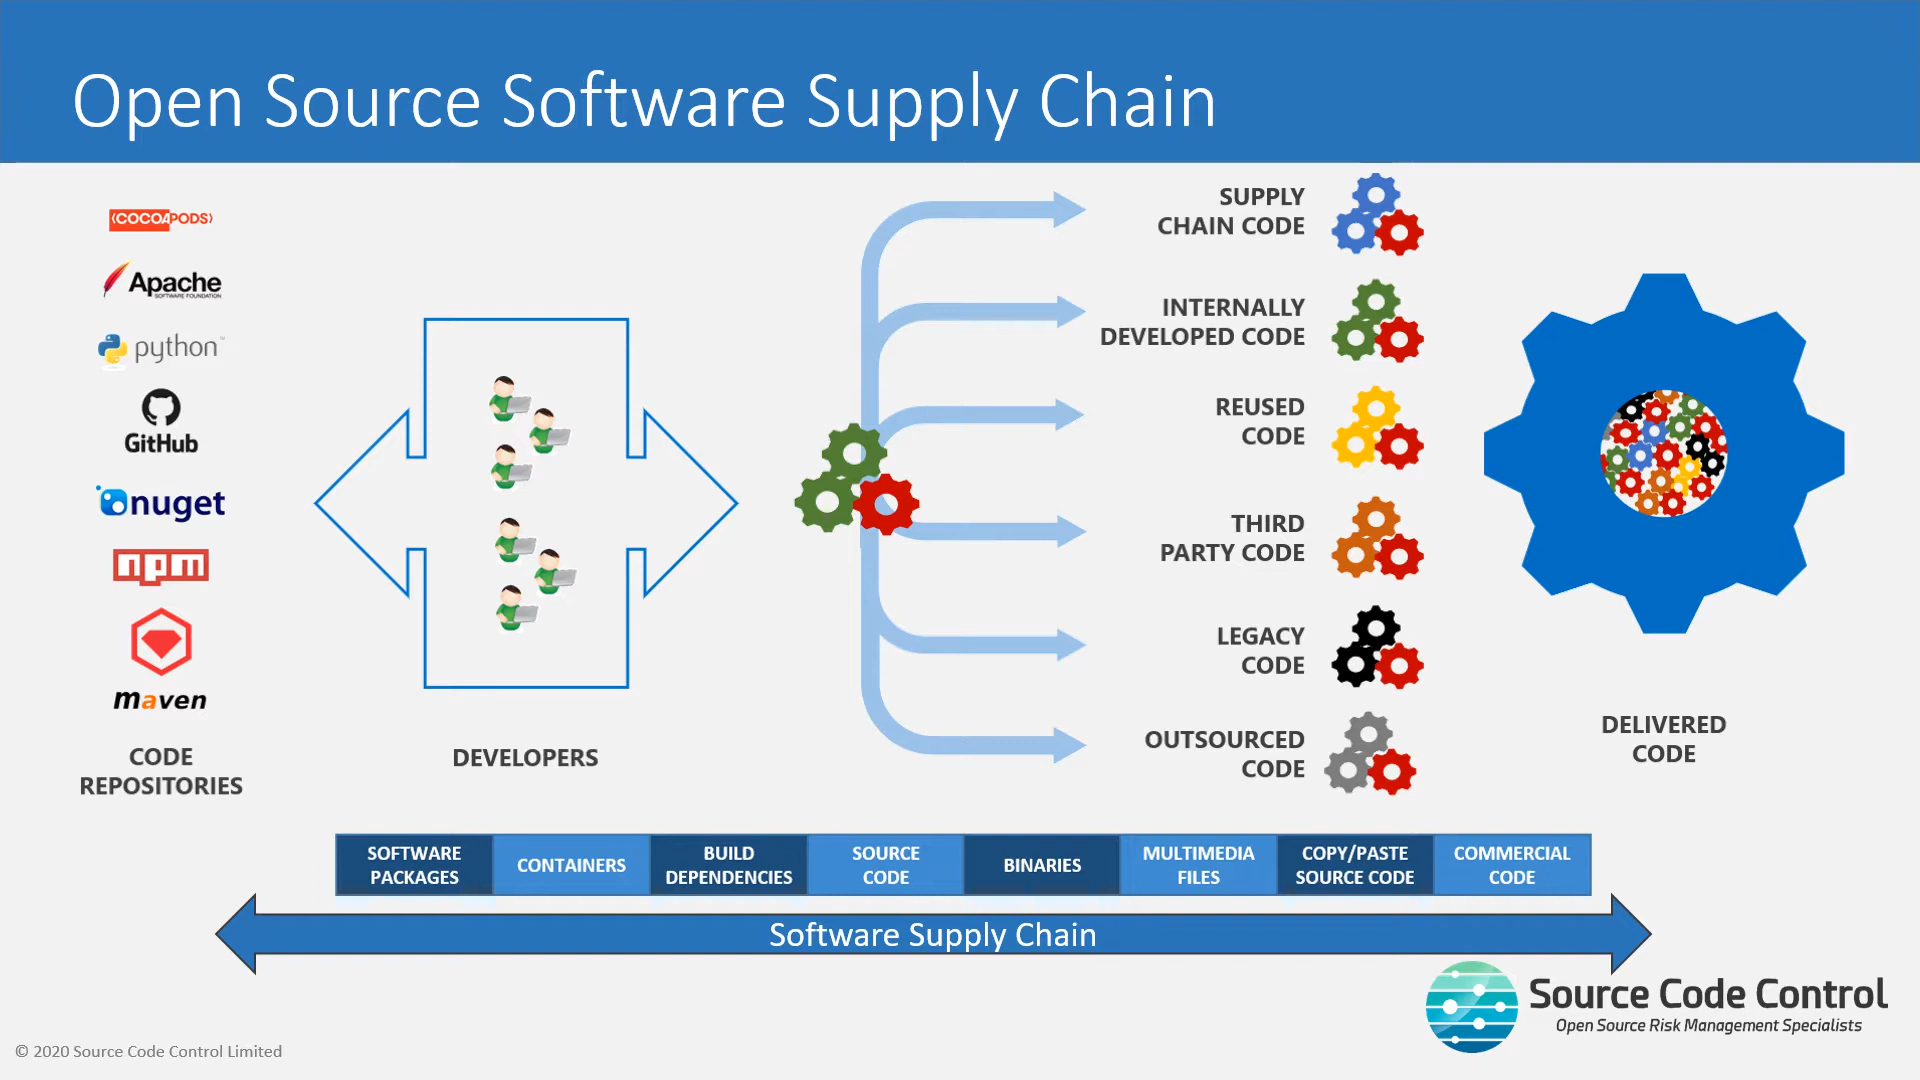 Open Source Software Supply Chain
(COCOAPODS)
Apache
SOFTWARE FOUNDATION
python™
GitHub
nuget
npm
maven
CODE
REPOSITORIES
DEVELOPERS
SUPPLY
CHAIN CODE
INTERNALLY
DEVELOPED CODE
REUSED
CODE
THIRD
PARTY CODE
LEGACY
CODE
OUTSOURCED
CODE
DELIVERED
CODE
SOFTWARE
PACKAGES
CONTAINERS
BUILD
DEPENDENCIES
SOURCE
CODE
BINARIES
MULTIMEDIA
FILES
COPY/PASTE
SOURCE CODE
COMMERCIAL
CODE
Software Supply Chain
Source Code Control
Open Source Risk Management Specialists
© 2020 Source Code Control Limited